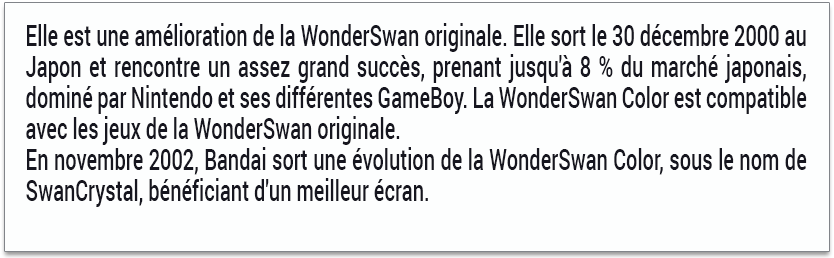 Elle est une amélioration de la WonderSwan originale. Elle sort le 30 décembre 2000 au
Japon et rencontre un assez grand succès, prenant jusqu'à 8 % du marché japonais,
dominé par Nintendo et ses différentes GameBoy. La WonderSwan Color est compatible
avec les jeux de la WonderSwan originale.
En novembre 2002, Bandai sort une évolution de la WonderSwan Color, sous le nom de
SwanCrystal, bénéficiant d'un meilleur écran.